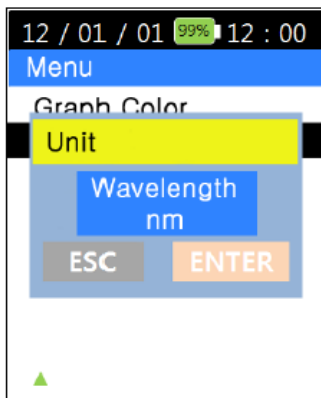 12 / 01 / 01 99% 12 : 00
Menu
Graph Color
Unit
Wavelength
nm
ESC ENTER